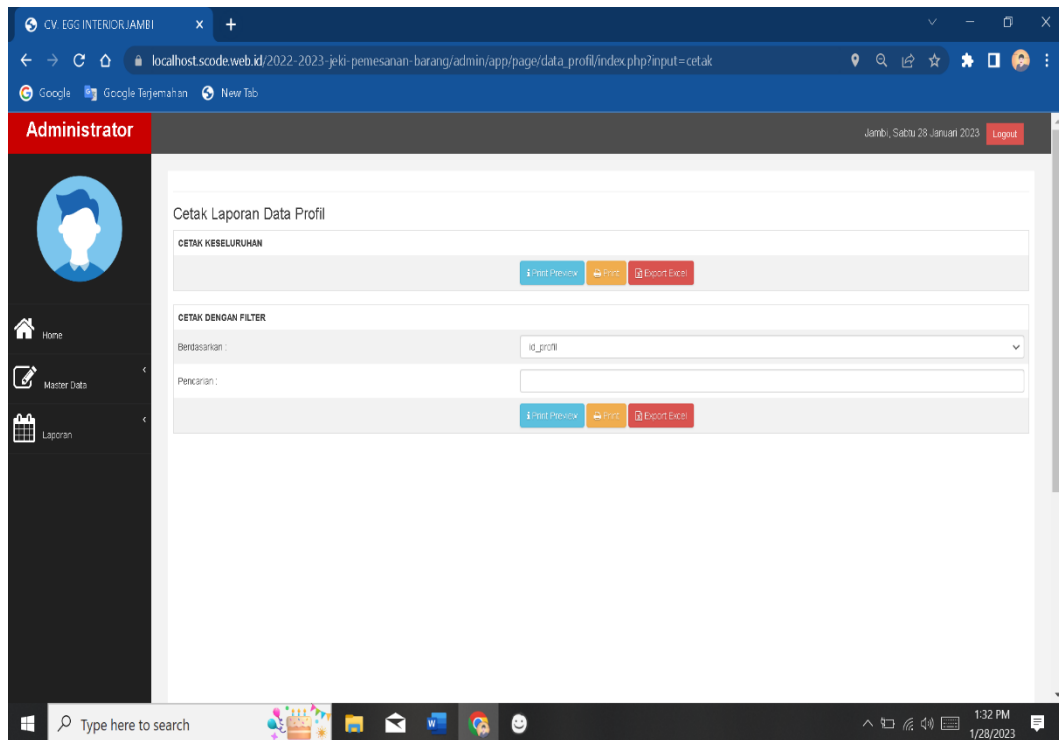 CV. EGG INTERIOR JAMBI
localhost.scode.web.id/2022-2023-jeki-pemesanan-barang/admin/app/page/data_profil/index.php?input=cetak
Google Google Terjemahan New Tab
Administrator
Jambi, Sabtu 28 Januari 2023 Logout
Cetak Laporan Data Profil
CETAK KESELURUHAN
Print Preview Print Export Excel
CETAK DENGAN FILTER
Berdasarkan : id_profil
Pencarian :
Print Preview Print Export Excel
Home
Master Data
Laporan
Type here to search
1:32 PM
1/28/2023